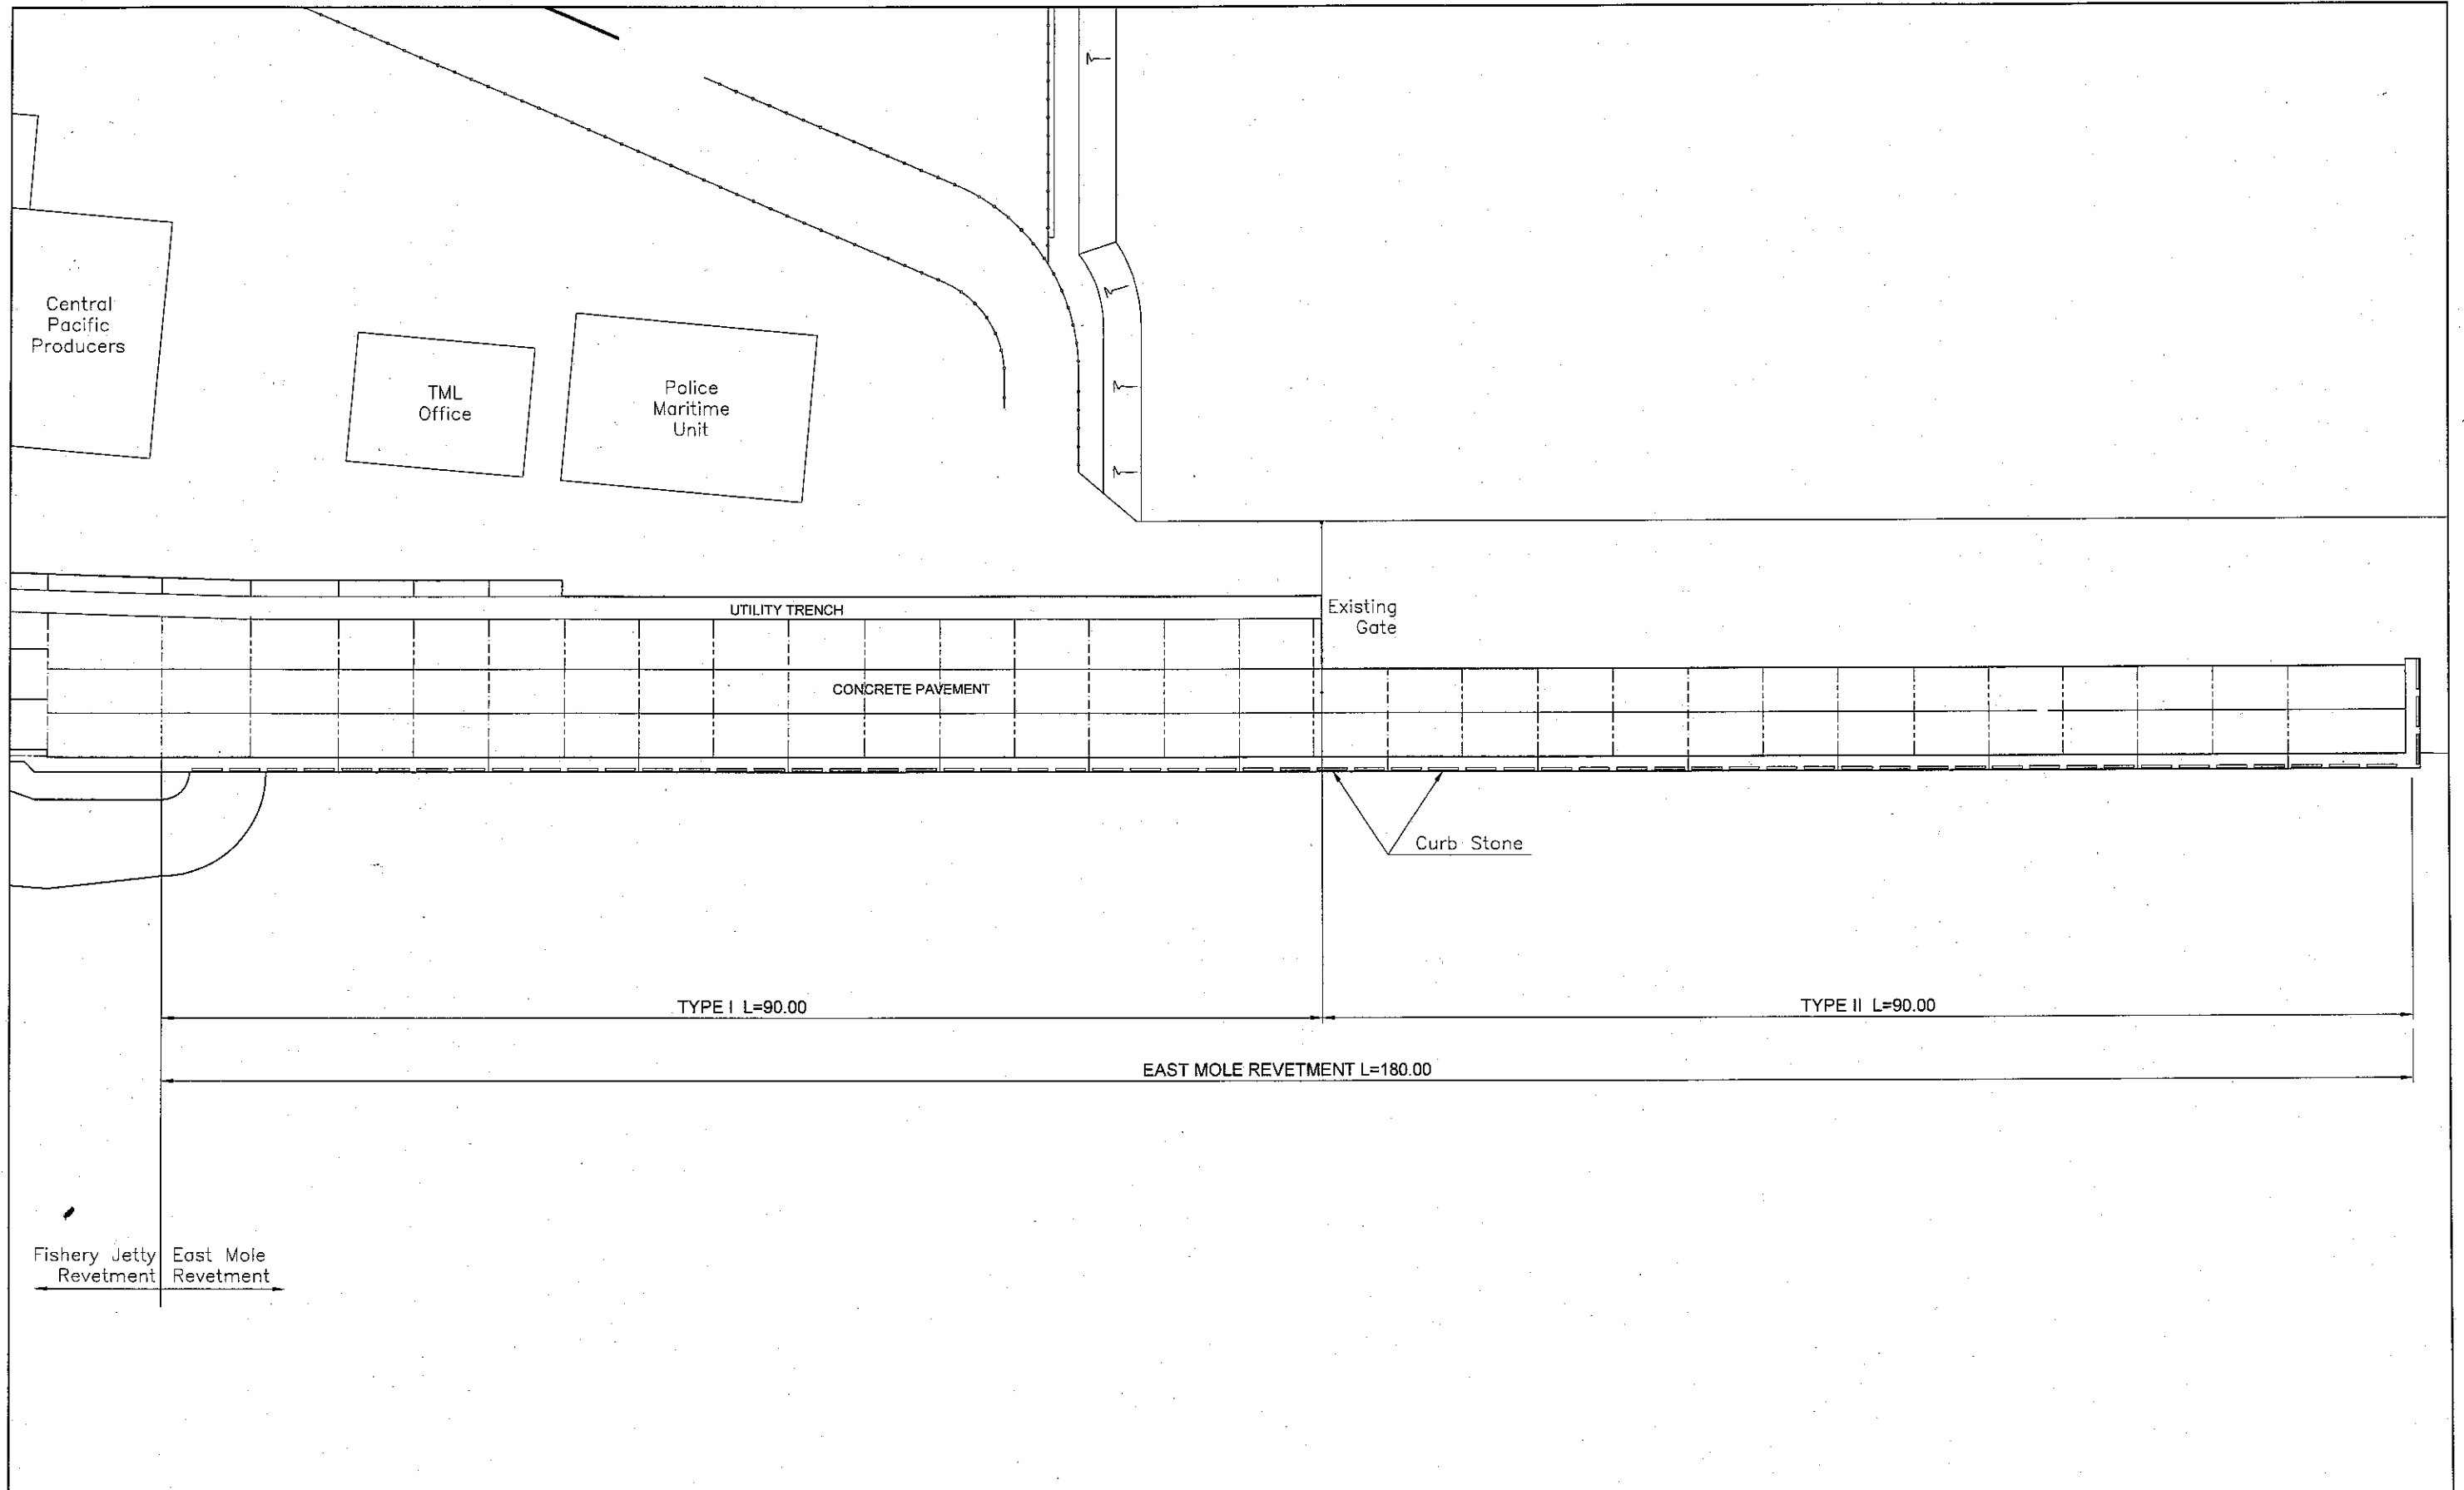 Central
Pacific
Producers
TML
Office
Police
Maritime
Unit
UTILITY TRENCH
Existing
Gate
CONCRETE PAVEMENT
Curb Stone
TYPE I L=90.00
TYPE II L=90.00
EAST MOLE REVETMENT L=180.00
Fishery Jetty
Revetment
East Mole
Revetment